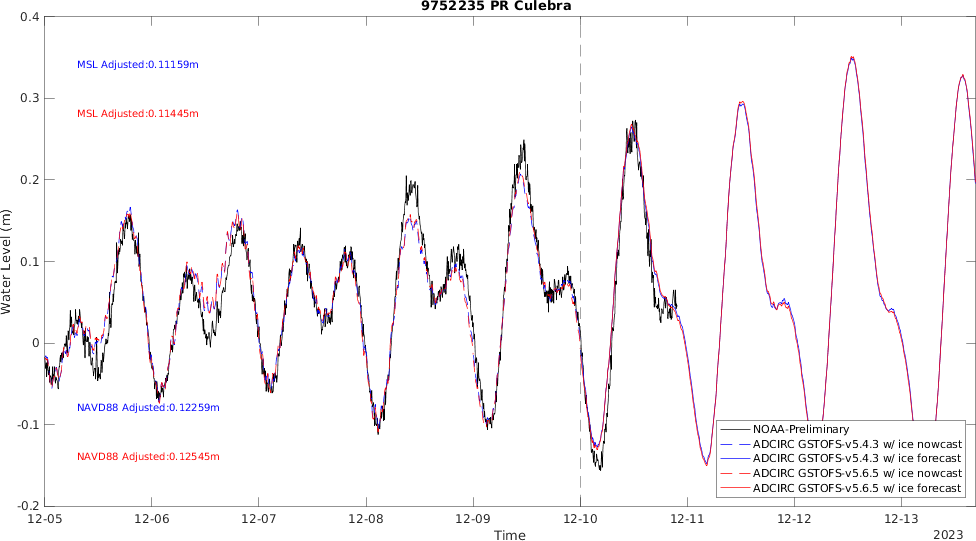 9752235 PR Culebra
0.4
0.3
0.2
0.1
0
-0.1
-0.2
Water Level (m)
MSL Adjusted:0.11159m
MSL Adjusted:0.11445m
NAVD88 Adjusted:0.12259m
NAVD88 Adjusted:0.12545m
NOAA-Preliminary
ADCIRC GSTOFS-v5.4.3 w/ ice nowcast
ADCIRC GSTOFS-v5.4.3 w/ ice forecast
ADCIRC GSTOFS-v5.6.5 w/ ice nowcast
ADCIRC GSTOFS-v5.6.5 w/ ice forecast
12-05 12-06 12-07 12-08 12-09 12-10 12-11 12-12 12-13
Time
2023